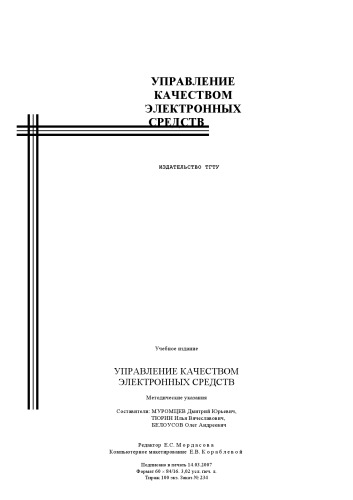 УПРАВЛЕНИЕ
КАЧЕСТВОМ
ЭЛЕКТРОННЫХ
СРЕДСТВ
ИЗДАТЕЛЬСТВО ТГТУ
Учебное издание
УПРАВЛЕНИЕ КАЧЕСТВОМ
ЭЛЕКТРОННЫХ СРЕДСТВ
Методические указания
Составители: МУРОМЦЕВ Дмитрий Юрьевич,
ТЮРИН Илья Вячеславович,
БЕЛОУСОВ Олег Андреевич
Редактор Е.С. Мордасова
Компьютерное макетирование Е.В. Кораблевой
Подписано в печать 14.03.2007
Формат 60 × 84/16. 3,02 усл. печ. л.
Тираж 100 экз. Заказ № 234